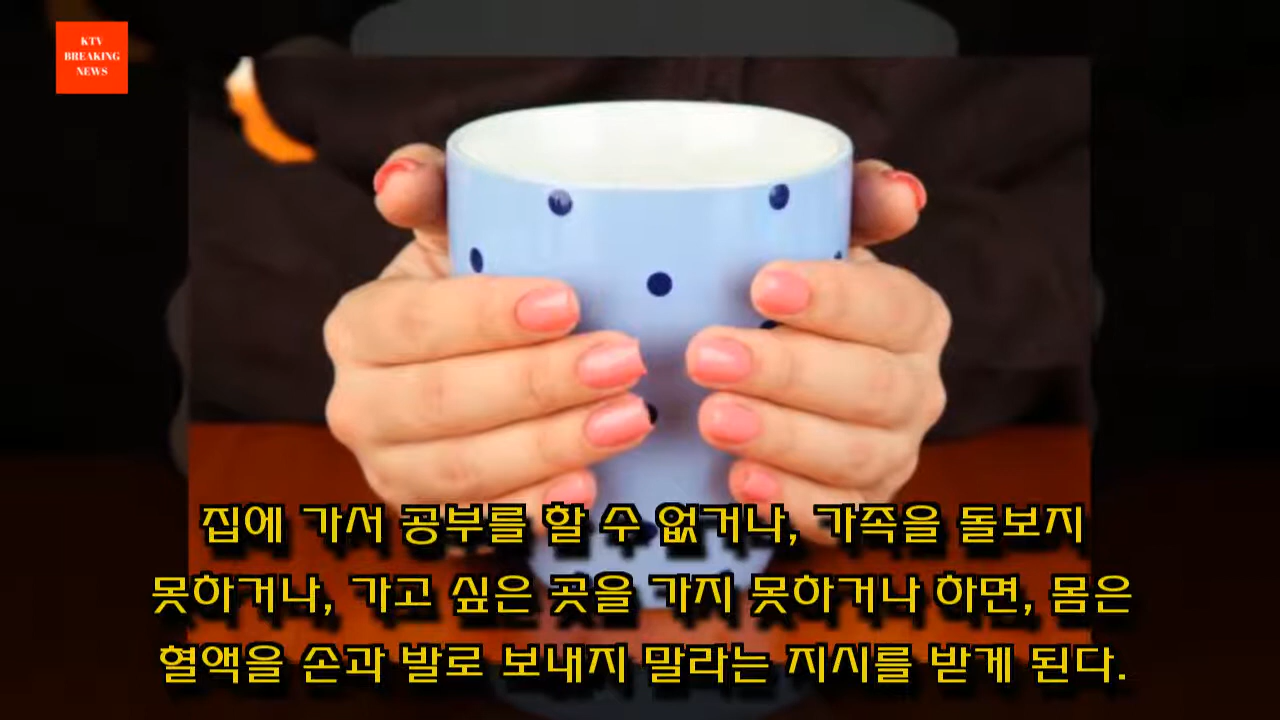 KTV
BREAKING
NEWS
집에 가서 공부를 할 수 없거나, 가족을 돌보지
못하거나, 가고 싶은 곳을 가지 못하거나 하면, 몸은
혈액을 손과 발로 보내지 말라는 지시를 받게 된다.